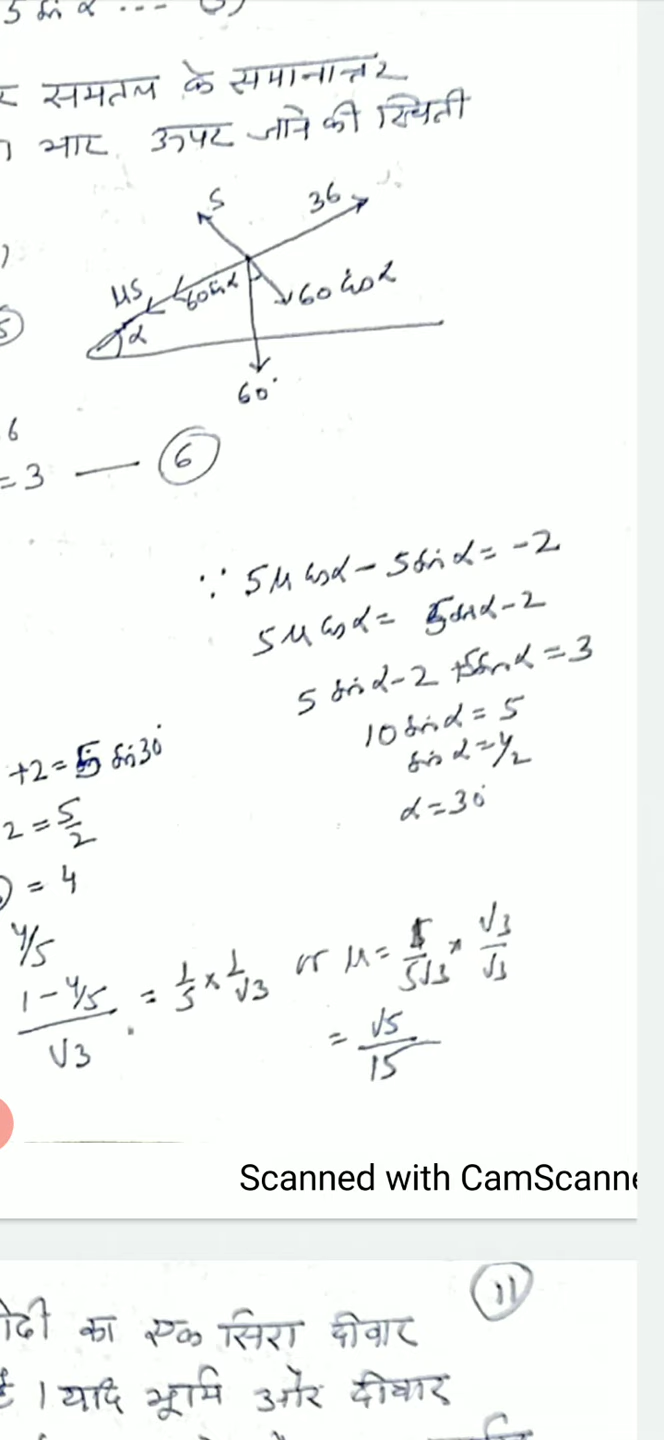 5 sin α --- 
समतल के समानान्तर
भार ऊपर जाने की स्थिती
S
36
μS
60 sin α
60 cos α
α
60
6
= 3 — 6
∵ 5μ cos α - 5 sin α = -2
5μ cos α = 5 sin α - 2
5 sin α - 2 + 5 sin α = 3
10 sin α = 5
sin α = 1/2
α = 30°
+2 = 5 sin 30°
2 = 5/2
= 4
4/5
1 - 4/5 / √3 = 1/5 × 1/√3 or μ = 1/5√3 × √3/√3
= √5/15
Scanned with CamScanne
11
का एक सिरा दीवार
। यदि भूमि और दीवार